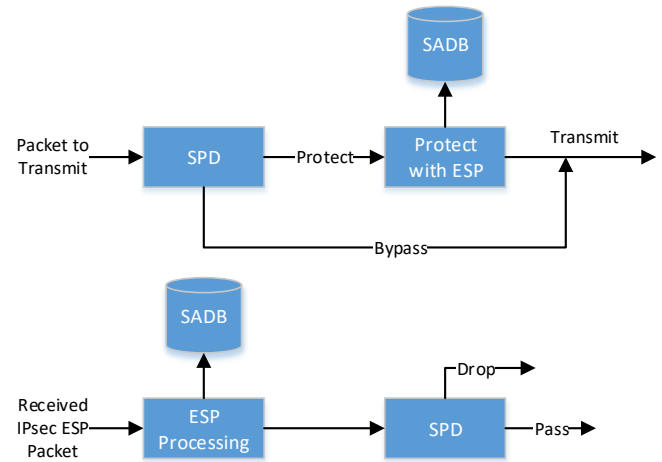 SADB
Packet to
Transmit
SPD
Protect
Protect
with ESP
Transmit
Bypass
SADB
Received
IPsec ESP
Packet
ESP
Processing
SPD
Drop
Pass